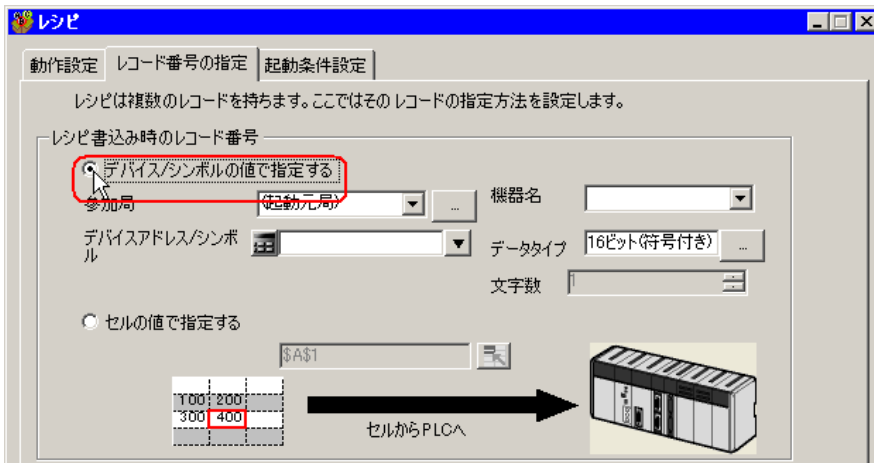 レシピ
動作設定 レコード番号の指定 起動条件設定
レシピは複数のレコードを持ちます。ここではそのレコードの指定方法を設定します。
レシピ書込み時のレコード番号
デバイス/シンボルの値で指定する
参加局 (起動元局) ... 機器名
デバイスアドレス/シンボル データタイプ 16ビット(符号付き) ...
文字数 1
セルの値で指定する
$A$1
100 200
300 400
セルからPLCへ